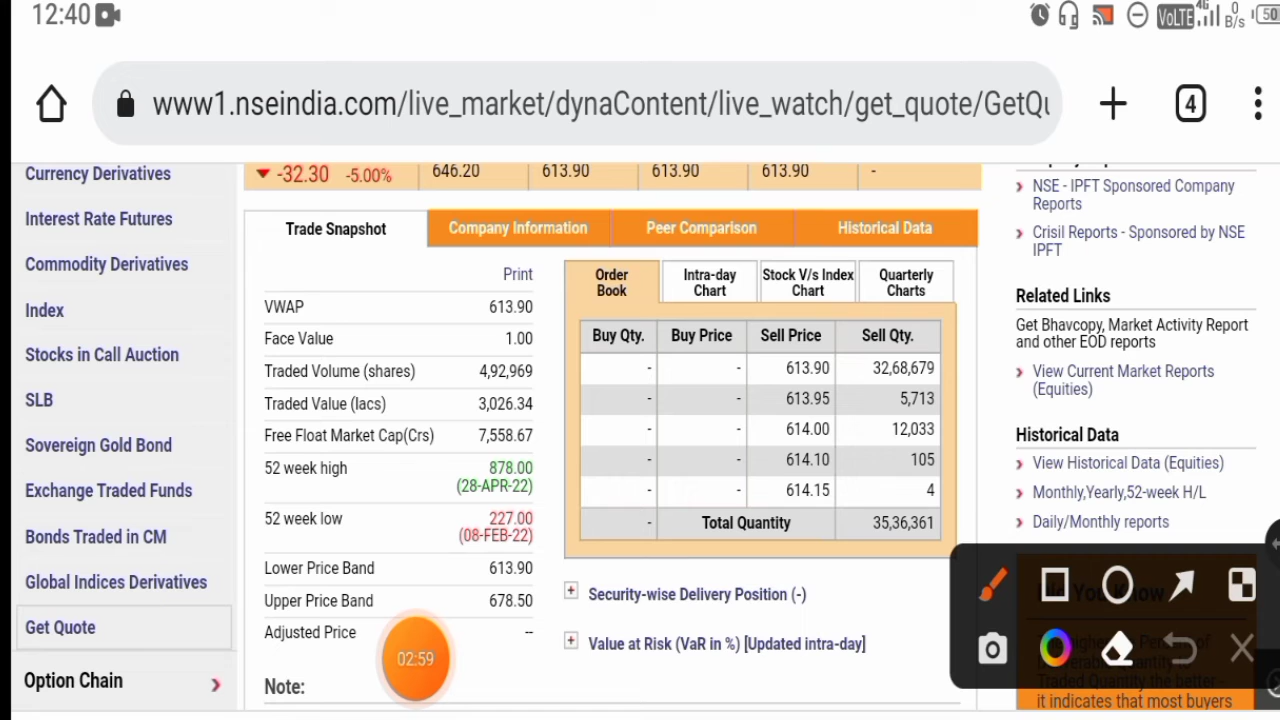 12:40
VoLTE 4G 0 B/s 50
www1.nseindia.com/live_market/dynaContent/live_watch/get_quote/GetQu
4
Currency Derivatives
Interest Rate Futures
Commodity Derivatives
Index
Stocks in Call Auction
SLB
Sovereign Gold Bond
Exchange Traded Funds
Bonds Traded in CM
Global Indices Derivatives
Get Quote
Option Chain
-32.30 -5.00% 646.20 613.90 613.90 613.90 -
Trade Snapshot Company Information Peer Comparison Historical Data
Print
VWAP 613.90
Face Value 1.00
Traded Volume (shares) 4,92,969
Traded Value (lacs) 3,026.34
Free Float Market Cap(Crs) 7,558.67
52 week high 878.00
(28-APR-22)
52 week low 227.00
(08-FEB-22)
Lower Price Band 613.90
Upper Price Band 678.50
Adjusted Price --
02:59
Note:
Order Book
Intra-day Chart
Stock V/s Index Chart
Quarterly Charts
Buy Qty. Buy Price Sell Price Sell Qty.
- - 613.90 32,68,679
- - 613.95 5,713
- - 614.00 12,033
- - 614.10 105
- - 614.15 4
- Total Quantity 35,36,361
Security-wise Delivery Position (-)
Value at Risk (VaR in %) [Updated intra-day]
NSE - IPFT Sponsored Company
Reports
Crisil Reports - Sponsored by NSE
IPFT
Related Links
Get Bhavcopy, Market Activity Report
and other EOD reports
View Current Market Reports
(Equities)
Historical Data
View Historical Data (Equities)
Monthly,Yearly,52-week H/L
Daily/Monthly reports
Traded Quantity the better-
it indicates that most buyers